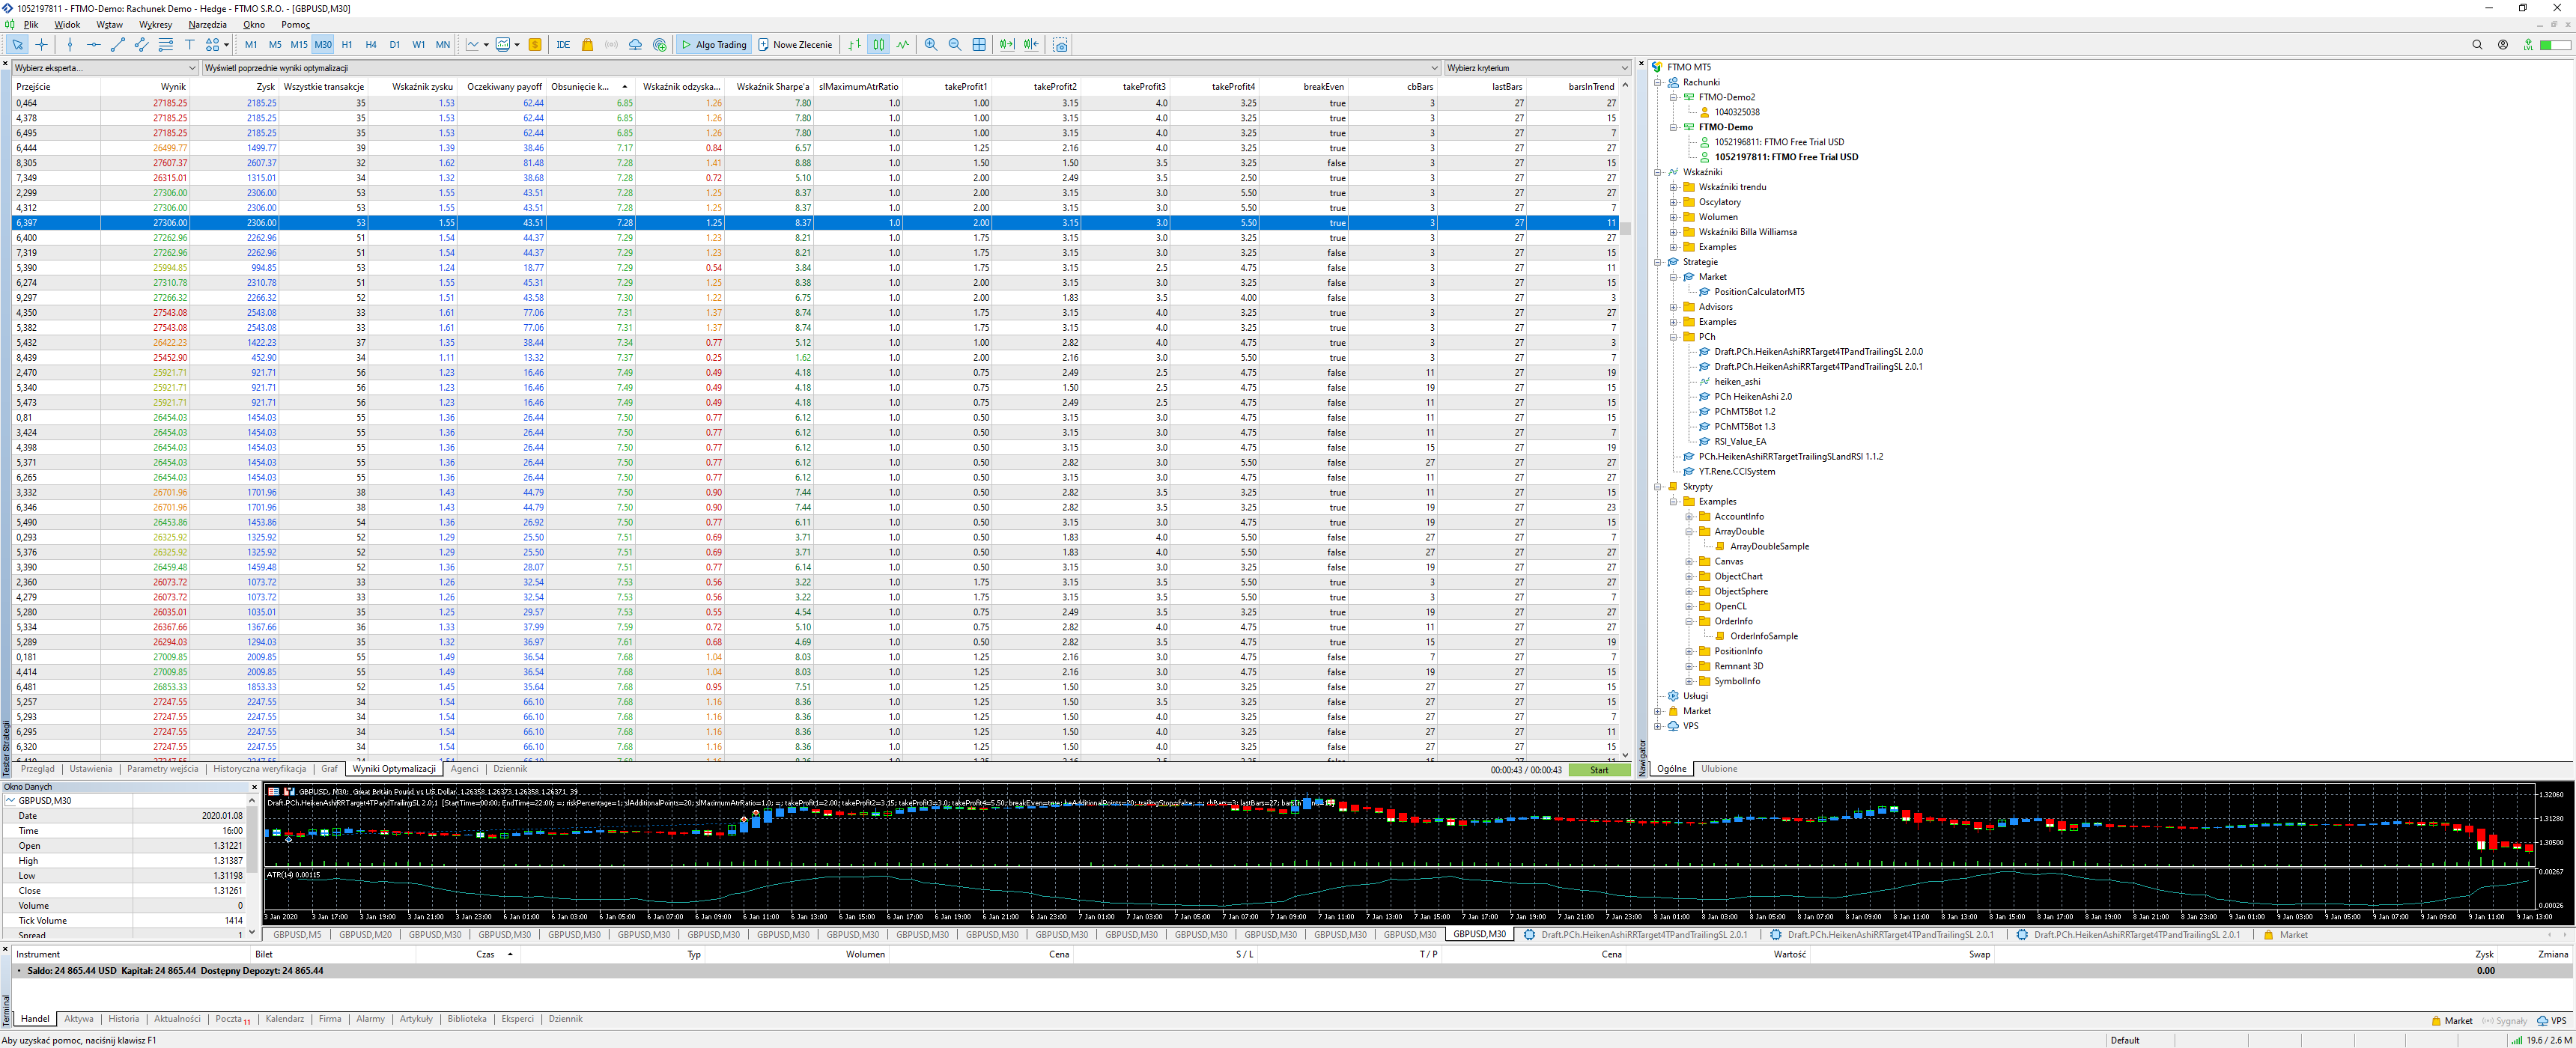 1052197811 - FTMO-Demo: Rachunek Demo - Hedge - FTMO S.R.O. - [GBPUSD,M30]
Plik Widok Wstaw Wykresy Narzędzia Okno Pomoc
M1 M5 M15 M30 H1 H4 D1 W1 MN IDE Algo Trading Nowe Zlecenie
Wybierz eksperta... Wyświetl poprzednie wyniki optymalizacji Wybierz kryterium
Przejście Wynik Zysk Wszystkie transakcje Wskaźnik zysku Oczekiwany payoff Obsunięcie k... Wskaźnik odzyska... Wskaźnik Sharpe'a slMaximumAtrRatio takeProfit1 takeProfit2 takeProfit3 takeProfit4 breakEven cbBars lastBars barsInTrend
0,464 27185.25 2185.25 35 1.53 62.44 6.85 1.26 7.80 1.0 1.00 3.15 4.0 3.25 true 3 27 27
4,378 27185.25 2185.25 35 1.53 62.44 6.85 1.26 7.80 1.0 1.00 3.15 4.0 3.25 true 3 27 15
6,495 27185.25 2185.25 35 1.53 62.44 6.85 1.26 7.80 1.0 1.00 3.15 4.0 3.25 true 3 27 7
6,444 26499.77 1499.77 39 1.39 38.46 7.17 0.84 6.57 1.0 1.25 2.16 4.0 3.25 true 3 27 27
8,305 27607.37 2607.37 32 1.62 81.48 7.28 1.41 8.88 1.0 1.50 1.50 3.5 3.25 false 3 27 15
7,349 26315.01 1315.01 34 1.32 38.68 7.28 0.72 5.10 1.0 2.00 2.49 3.5 2.50 true 3 27 27
2,299 27306.00 2306.00 53 1.55 43.51 7.28 1.25 8.37 1.0 2.00 3.15 3.0 5.50 true 3 27 27
4,312 27306.00 2306.00 53 1.55 43.51 7.28 1.25 8.37 1.0 2.00 3.15 3.0 5.50 true 3 27 7
6,397 27306.00 2306.00 53 1.55 43.51 7.28 1.25 8.37 1.0 2.00 3.15 3.0 5.50 true 3 27 11
6,400 27262.96 2262.96 51 1.54 44.37 7.29 1.23 8.21 1.0 1.75 3.15 3.0 3.25 true 3 27 27
7,319 27262.96 2262.96 51 1.54 44.37 7.29 1.23 8.21 1.0 1.75 3.15 3.0 3.25 false 3 27 15
5,390 25994.85 994.85 53 1.24 18.77 7.29 0.54 3.84 1.0 1.75 3.15 2.5 4.75 false 3 27 11
6,274 27310.78 2310.78 51 1.55 45.31 7.29 1.25 8.38 1.0 2.00 3.15 3.0 3.25 false 3 27 15
9,297 27266.32 2266.32 52 1.51 43.58 7.30 1.22 6.75 1.0 2.00 1.83 3.5 4.00 false 3 27 3
4,350 27543.08 2543.08 33 1.61 77.06 7.31 1.37 8.74 1.0 1.75 3.15 4.0 3.25 true 3 27 27
5,382 27543.08 2543.08 33 1.61 77.06 7.31 1.37 8.74 1.0 1.75 3.15 4.0 3.25 true 3 27 7
5,432 26422.23 1422.23 37 1.35 38.44 7.34 0.77 5.12 1.0 1.00 2.82 4.0 4.75 true 3 27 3
8,439 25452.90 452.90 34 1.11 13.32 7.37 0.25 1.62 1.0 2.00 2.16 3.0 5.50 true 3 27 7
2,470 25921.71 921.71 56 1.23 16.46 7.49 0.49 4.18 1.0 0.75 2.49 2.5 4.75 false 11 27 19
5,340 25921.71 921.71 56 1.23 16.46 7.49 0.49 4.18 1.0 0.75 1.50 2.5 4.75 false 19 27 15
5,473 25921.71 921.71 56 1.23 16.46 7.49 0.49 4.18 1.0 0.75 2.49 2.5 4.75 false 11 27 15
0,81 26454.03 1454.03 55 1.36 26.44 7.50 0.77 6.12 1.0 0.50 3.15 3.0 4.75 false 11 27 15
3,424 26454.03 1454.03 55 1.36 26.44 7.50 0.77 6.12 1.0 0.50 3.15 3.0 4.75 true 11 27 7
4,398 26454.03 1454.03 55 1.36 26.44 7.50 0.77 6.12 1.0 0.50 3.15 3.0 4.75 false 15 27 19
5,371 26454.03 1454.03 55 1.36 26.44 7.50 0.77 6.12 1.0 0.50 2.82 3.0 5.50 false 27 27 27
6,265 26454.03 1454.03 55 1.36 26.44 7.50 0.77 6.12 1.0 0.50 3.15 3.0 4.75 false 11 27 27
3,332 26701.96 1701.96 38 1.43 44.79 7.50 0.90 7.44 1.0 0.50 2.82 3.5 3.25 true 11 27 15
6,346 26701.96 1701.96 38 1.43 44.79 7.50 0.90 7.44 1.0 0.50 2.82 3.5 3.25 true 19 27 23
5,490 26453.86 1453.86 54 1.36 26.92 7.50 0.77 6.11 1.0 0.50 3.15 3.0 4.75 true 19 27 15
0,293 26325.92 1325.92 52 1.29 25.50 7.51 0.69 3.71 1.0 0.50 1.83 4.0 5.50 false 27 27 7
5,376 26325.92 1325.92 52 1.29 25.50 7.51 0.69 3.71 1.0 0.50 1.83 4.0 5.50 false 27 27 27
3,390 26459.48 1459.48 52 1.36 28.07 7.51 0.77 6.14 1.0 0.50 3.15 3.0 3.25 false 19 27 27
2,360 26073.72 1073.72 33 1.26 32.54 7.53 0.56 3.22 1.0 1.75 3.15 3.5 5.50 true 3 27 27
4,279 26073.72 1073.72 33 1.26 32.54 7.53 0.56 3.22 1.0 1.75 3.15 3.5 5.50 true 3 27 7
5,280 26035.01 1035.01 35 1.25 29.57 7.53 0.55 4.54 1.0 0.75 2.49 3.5 3.25 true 19 27 27
5,334 26367.66 1367.66 36 1.33 37.99 7.59 0.72 5.10 1.0 0.75 2.82 3.0 4.75 true 11 27 27
5,289 26294.03 1294.03 35 1.32 36.97 7.61 0.68 4.69 1.0 0.50 2.82 3.5 4.75 true 15 27 19
0,181 27009.85 2009.85 55 1.49 36.54 7.68 1.04 8.03 1.0 1.25 2.16 3.0 4.75 false 7 27 7
4,414 27009.85 2009.85 55 1.49 36.54 7.68 1.04 8.03 1.0 1.25 2.16 3.0 4.75 false 19 27 15
6,481 26853.33 1853.33 52 1.45 35.64 7.68 0.95 7.51 1.0 1.25 1.50 3.0 3.25 false 27 27 15
5,257 27247.55 2247.55 34 1.54 66.10 7.68 1.16 8.36 1.0 1.25 1.50 3.5 3.25 false 27 27 15
5,293 27247.55 2247.55 34 1.54 66.10 7.68 1.16 8.36 1.0 1.25 1.50 4.0 3.25 false 27 27 7
6,295 27247.55 2247.55 34 1.54 66.10 7.68 1.16 8.36 1.0 1.25 1.50 4.0 3.25 false 27 27 11
6,320 27247.55 2247.55 34 1.54 66.10 7.68 1.16 8.36 1.0 1.25 1.50 4.0 3.25 false 27 27 15
Przegląd Ustawienia Parametry wejścia Historyczna weryfikacja Graf Wyniki Optymalizacji Agenci Dziennik 00:00:43 / 00:00:43 Start
Tester Strategii
FTMO MT5
Rachunki
FTMO-Demo2
1040325038
FTMO-Demo
1052196811: FTMO Free Trial USD
1052197811: FTMO Free Trial USD
Wskaźniki
Wskaźniki trendu
Oscylatory
Wolumen
Wskaźniki Billa Williamsa
Examples
Strategie
Market
PositionCalculatorMT5
Advisors
Examples
PCh
Draft.PCh.HeikenAshiRRTarget4TPandTrailingSL 2.0.0
Draft.PCh.HeikenAshiRRTarget4TPandTrailingSL 2.0.1
heiken_ashi
PCh HeikenAshi 2.0
PChMT5Bot 1.2
PChMT5Bot 1.3
RSI_Value_EA
PCh.HeikenAshiRRTargetTrailingSLandRSI 1.1.2
YT.Rene.CCISystem
Skrypty
Examples
AccountInfo
ArrayDouble
ArrayDoubleSample
Canvas
ObjectChart
ObjectSphere
OpenCL
OrderInfo
OrderInfoSample
PositionInfo
Remnant 3D
SymbolInfo
Usługi
Market
VPS
Ogólne Ulubione
Nawigator
Okno Danych
GBPUSD,M30
Date 2020.01.08
Time 16:00
Open 1.31221
High 1.31387
Low 1.31198
Close 1.31261
Volume 0
Tick Volume 1414
Spread 1
GBPUSD, M30: Great Britain Pound vs US Dollar 1.26358 1.26373 1.26358 1.26371 39
1.32060
1.31280
1.30500
ATR(14) 0.00115
0.00267
0.00026
3 Jan 2020 3 Jan 17:00 3 Jan 19:00 3 Jan 21:00 3 Jan 23:00 6 Jan 01:00 6 Jan 03:00 6 Jan 05:00 6 Jan 07:00 6 Jan 09:00 6 Jan 11:00 6 Jan 13:00 6 Jan 15:00 6 Jan 17:00 6 Jan 19:00 6 Jan 21:00 6 Jan 23:00 7 Jan 01:00 7 Jan 03:00 7 Jan 05:00 7 Jan 07:00 7 Jan 09:00 7 Jan 11:00 7 Jan 13:00 7 Jan 15:00 7 Jan 17:00 7 Jan 19:00 7 Jan 21:00 7 Jan 23:00 8 Jan 01:00 8 Jan 03:00 8 Jan 05:00 8 Jan 07:00 8 Jan 09:00 8 Jan 11:00 8 Jan 13:00 8 Jan 15:00 8 Jan 17:00 8 Jan 19:00 8 Jan 21:00 8 Jan 23:00 9 Jan 01:00 9 Jan 03:00 9 Jan 05:00 9 Jan 07:00 9 Jan 09:00 9 Jan 11:00 9 Jan 13:00
GBPUSD,M5 GBPUSD,M20 GBPUSD,M30 GBPUSD,M30 GBPUSD,M30 GBPUSD,M30 GBPUSD,M30 GBPUSD,M30 GBPUSD,M30 GBPUSD,M30 GBPUSD,M30 GBPUSD,M30 GBPUSD,M30 GBPUSD,M30 GBPUSD,M30 GBPUSD,M30 GBPUSD,M30 GBPUSD,M30 Draft.PCh.HeikenAshiRRTarget4TPandTrailingSL 2.0.1 Draft.PCh.HeikenAshiRRTarget4TPandTrailingSL 2.0.1 Draft.PCh.HeikenAshiRRTarget4TPandTrailingSL 2.0.1 Market
Instrument Bilet Czas Typ Wolumen Cena S / L T / P Cena Wartość Swap Zysk Zmiana
Saldo: 24 865.44 USD Kapitał: 24 865.44 Dostępny Depozyt: 24 865.44 0.00
Terminal
Handel Aktywa Historia Aktualności Poczta 11 Kalendarz Firma Alarmy Artykuły Biblioteka Eksperci Dziennik Market Sygnały VPS
Aby uzyskać pomoc, naciśnij klawisz F1 Default 19.6 / 2.6 M